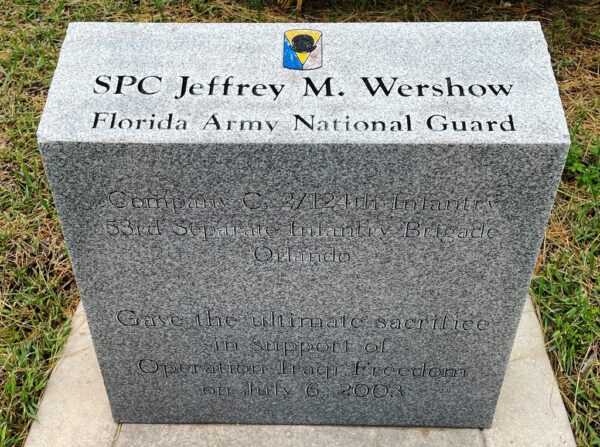 SPC Jeffrey M. Wershow
Florida Army National Guard
Company C, 2/124th Infantry
53rd Separate Infantry Brigade
Orlando
Gave the ultimate sacrifice
in support of
Operation Iraqi Freedom
on July 6, 2003